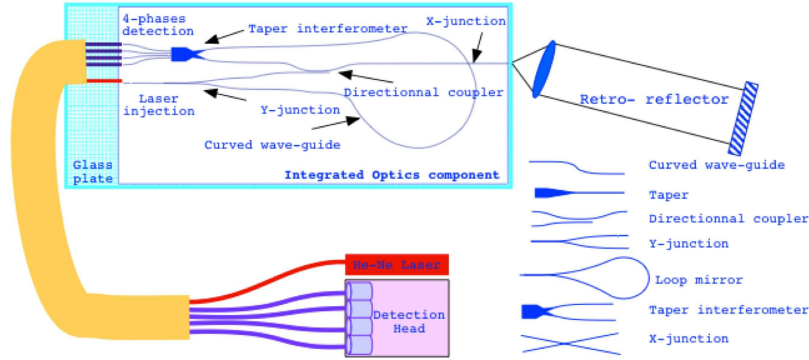 4-phases
detection
Taper interferometer
X-junction
Laser
injection
Y-junction
Directionnal coupler
Curved wave-guide
Glass
plate
Integrated Optics component
Retro- reflector
He-Ne Laser
Detection
Head
Curved wave-guide
Taper
Directionnal coupler
Y-junction
Loop mirror
Taper interferometer
X-junction